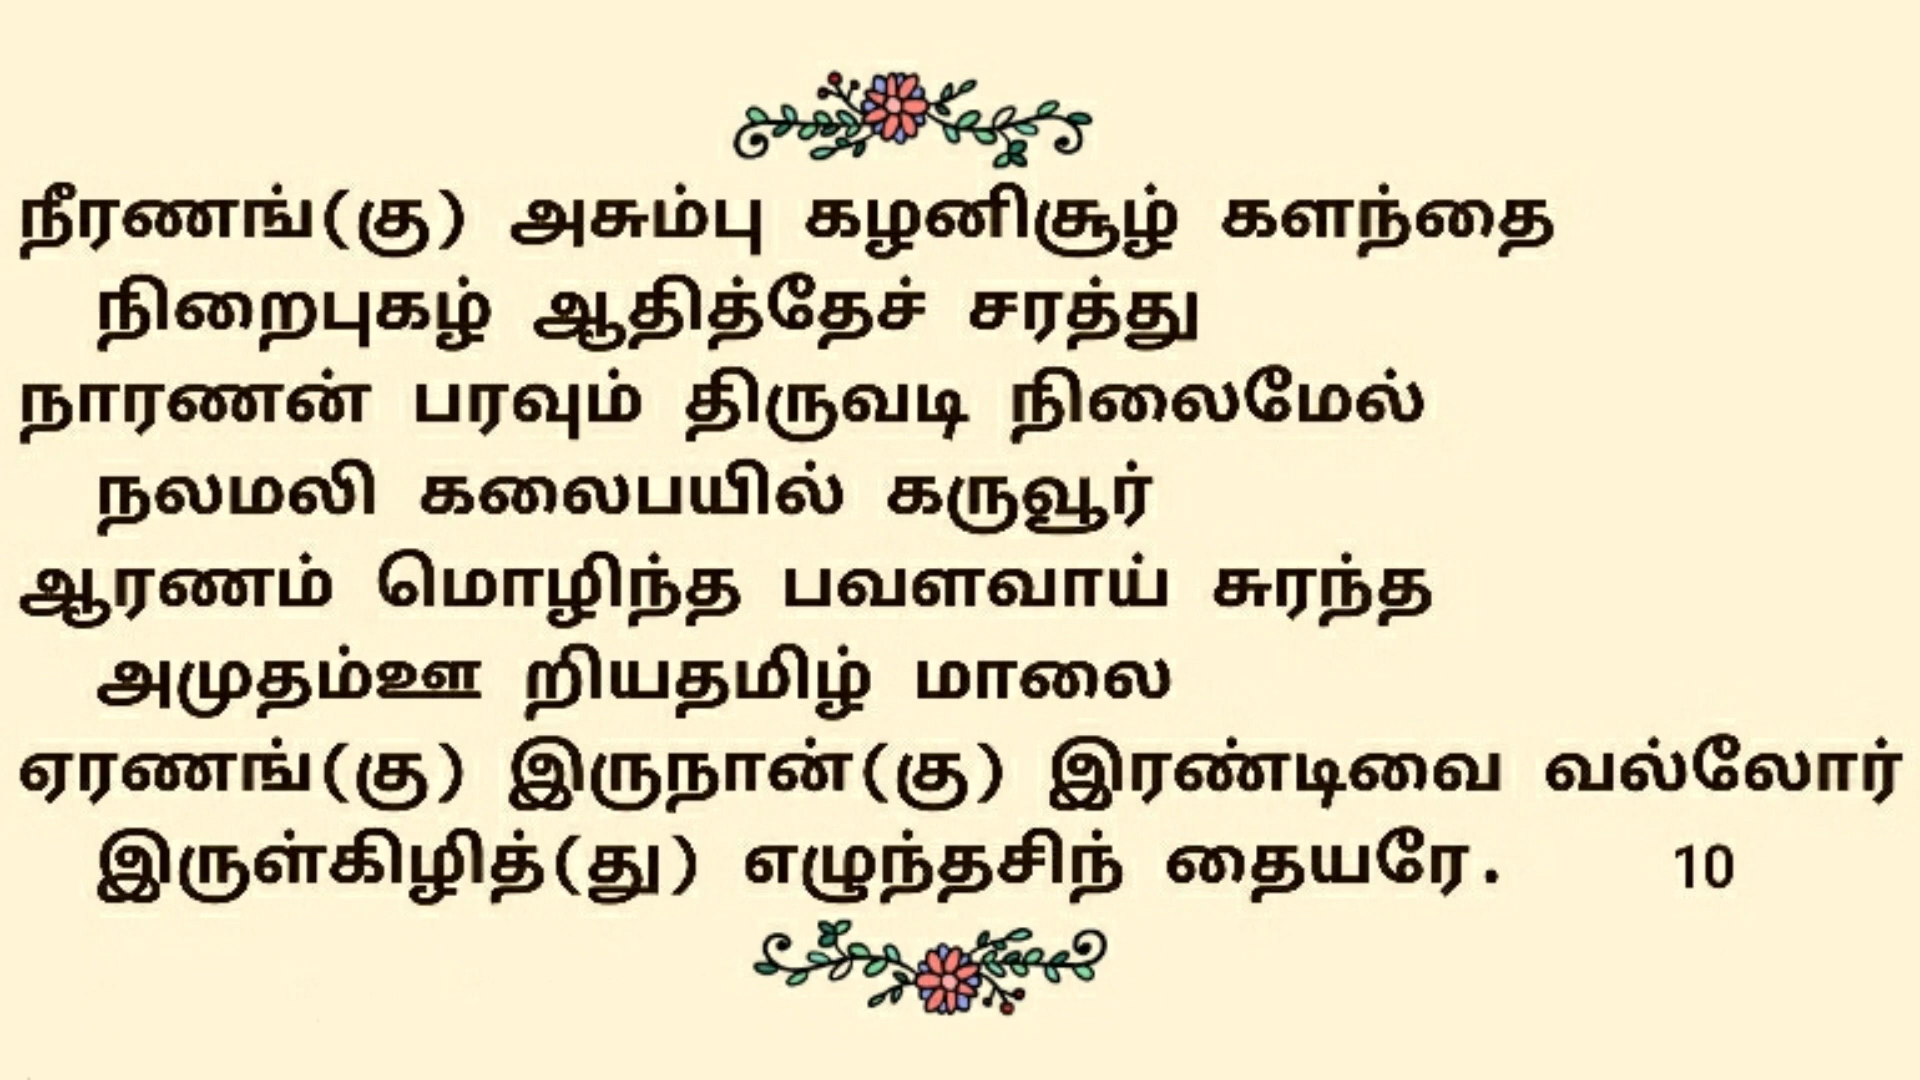 நீரணங்(கு) அசும்பு கழனிசூழ் களந்தை
நிறைபுகழ் ஆதித்தேச் சரத்து
நாரணன் பரவும் திருவடி நிலைமேல்
நலமலி கலைபயில் கருவூர்
ஆரணம் மொழிந்த பவளவாய் சுரந்த
அமுதம்ஊ றியதமிழ் மாலை
ஏரணங்(கு) இருநான்(கு) இரண்டிவை வல்லோர்
இருள்கிழித்(து) எழுந்தசிந் தையரே. 10